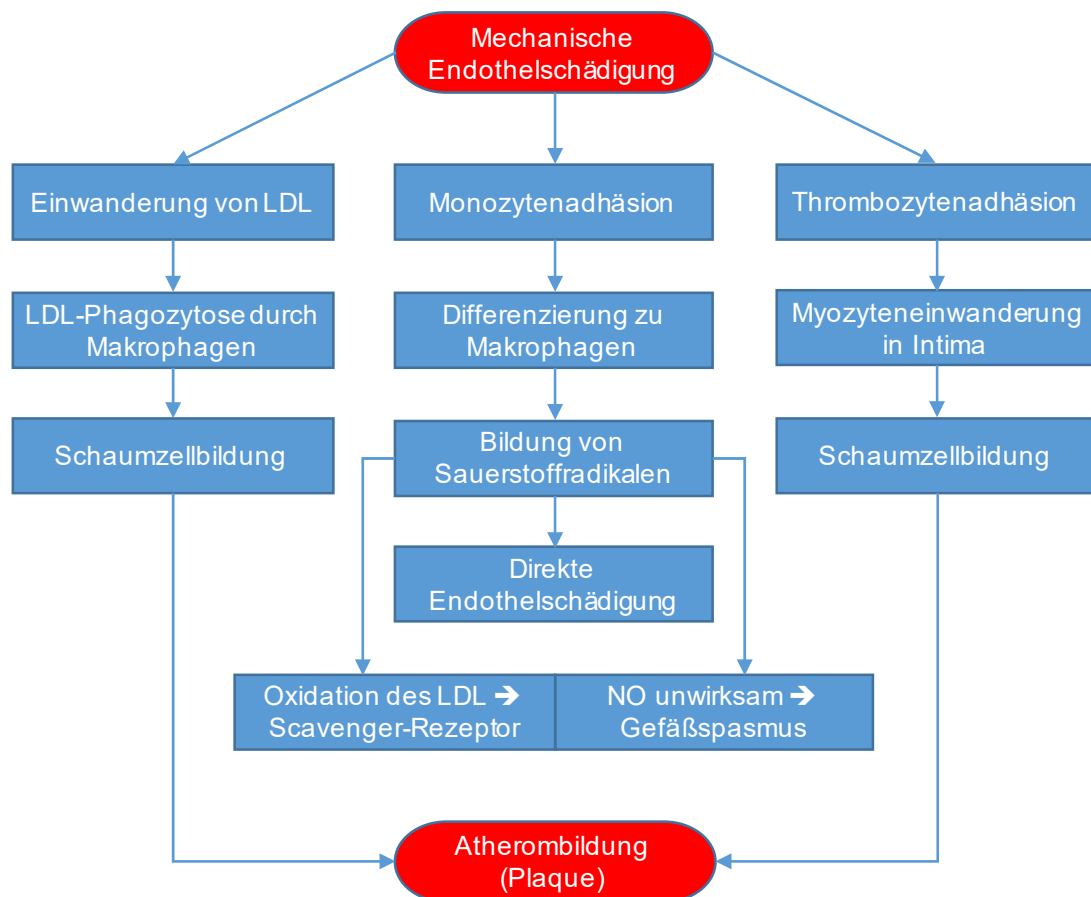 Mechanische
Endothelschädigung
Einwanderung von LDL
Monozytenadhäsion
Thrombozytenadhäsion
LDL-Phagozytose durch
Makrophagen
Differenzierung zu
Makrophagen
Myozyteneinwanderung
in Intima
Schaumzellbildung
Bildung von
Sauerstoffradikalen
Schaumzellbildung
Direkte
Endothelschädigung
Oxidation des LDL ➔
Scavenger-Rezeptor
NO unwirksam ➔
Gefäßspasmus
Atherombildung
(Plaque)